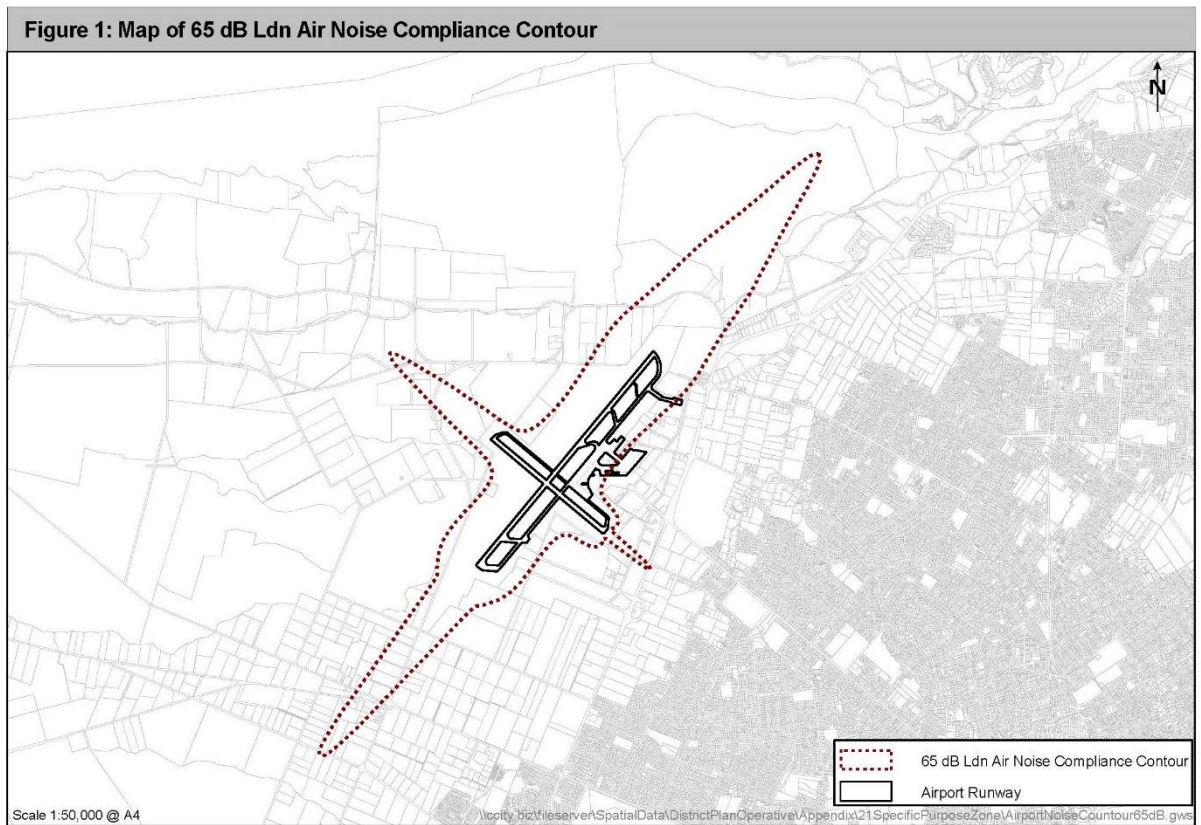 Figure 1: Map of 65 dB Ldn Air Noise Compliance Contour
N
65 dB Ldn Air Noise Compliance Contour
Airport Runway
Scale 1:50,000 @ A4
\\ccity.biz\fileserver\SpatialData\DistrictPlanOperative\Appendix\21SpecificPurposeZone\AirportNoiseCountour65dB.gws